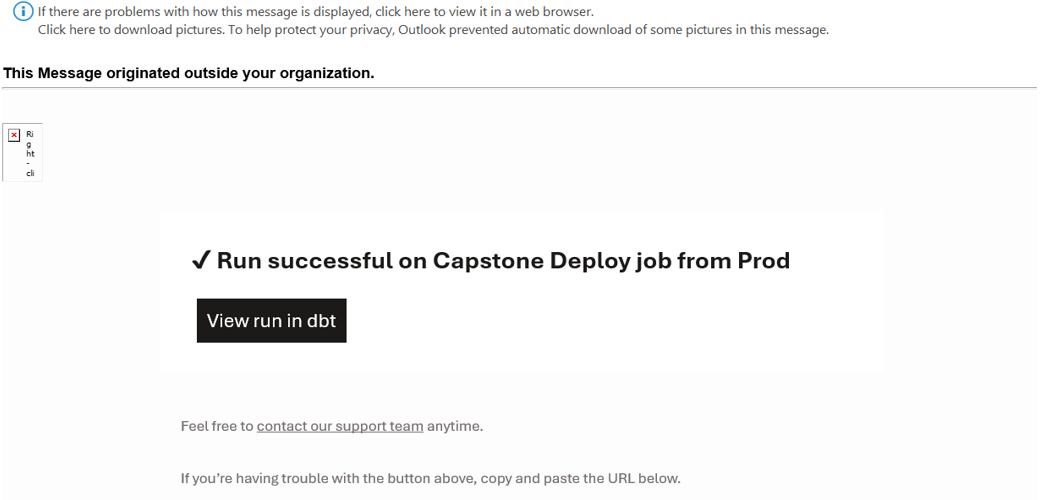 If there are problems with how this message is displayed, click here to view it in a web browser.
Click here to download pictures. To help protect your privacy, Outlook prevented automatic download of some pictures in this message.
This Message originated outside your organization.
Ri
g
ht
-
cli
✓ Run successful on Capstone Deploy job from Prod
View run in dbt
Feel free to contact our support team anytime.
If you're having trouble with the button above, copy and paste the URL below.